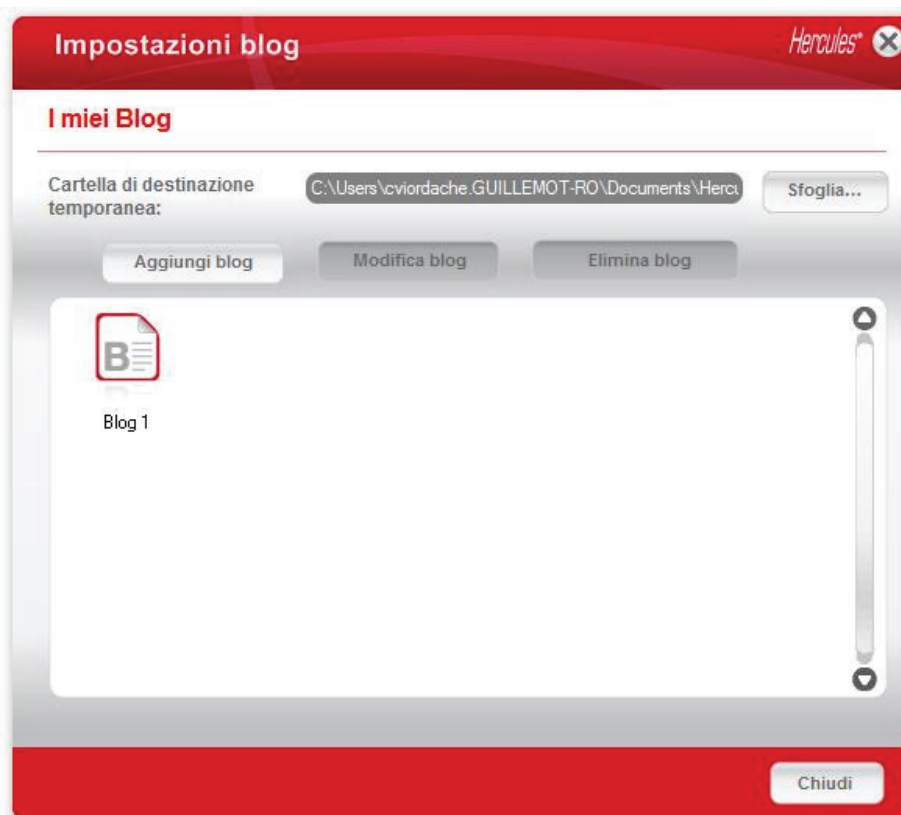 Impostazioni blog
Hercules®
I miei Blog
Cartella di destinazione
temporanea:
C:\Users\cviordache.GUILLEMOT-RO\Documents\Hercu
Sfoglia...
Aggiungi blog
Modifica blog
Elimina blog
B
Blog 1
Chiudi